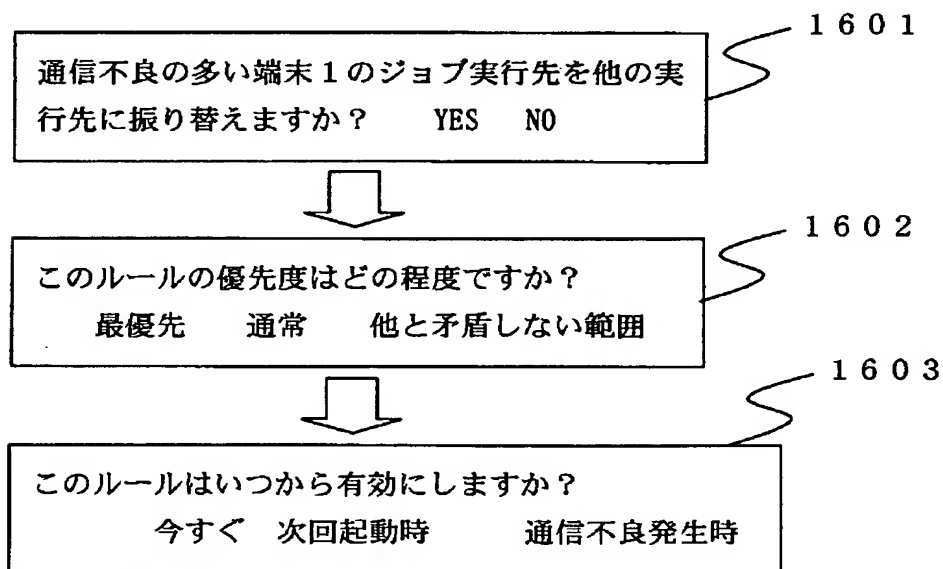 1601
通信不良の多い端末1のジョブ実行先を他の実
行先に振り替えますか? YES NO
1602
このルールの優先度はどの程度ですか?
最優先 通常 他と矛盾しない範囲
1603
このルールはいつから有効にしますか?
今すぐ 次回起動時 通信不良発生時